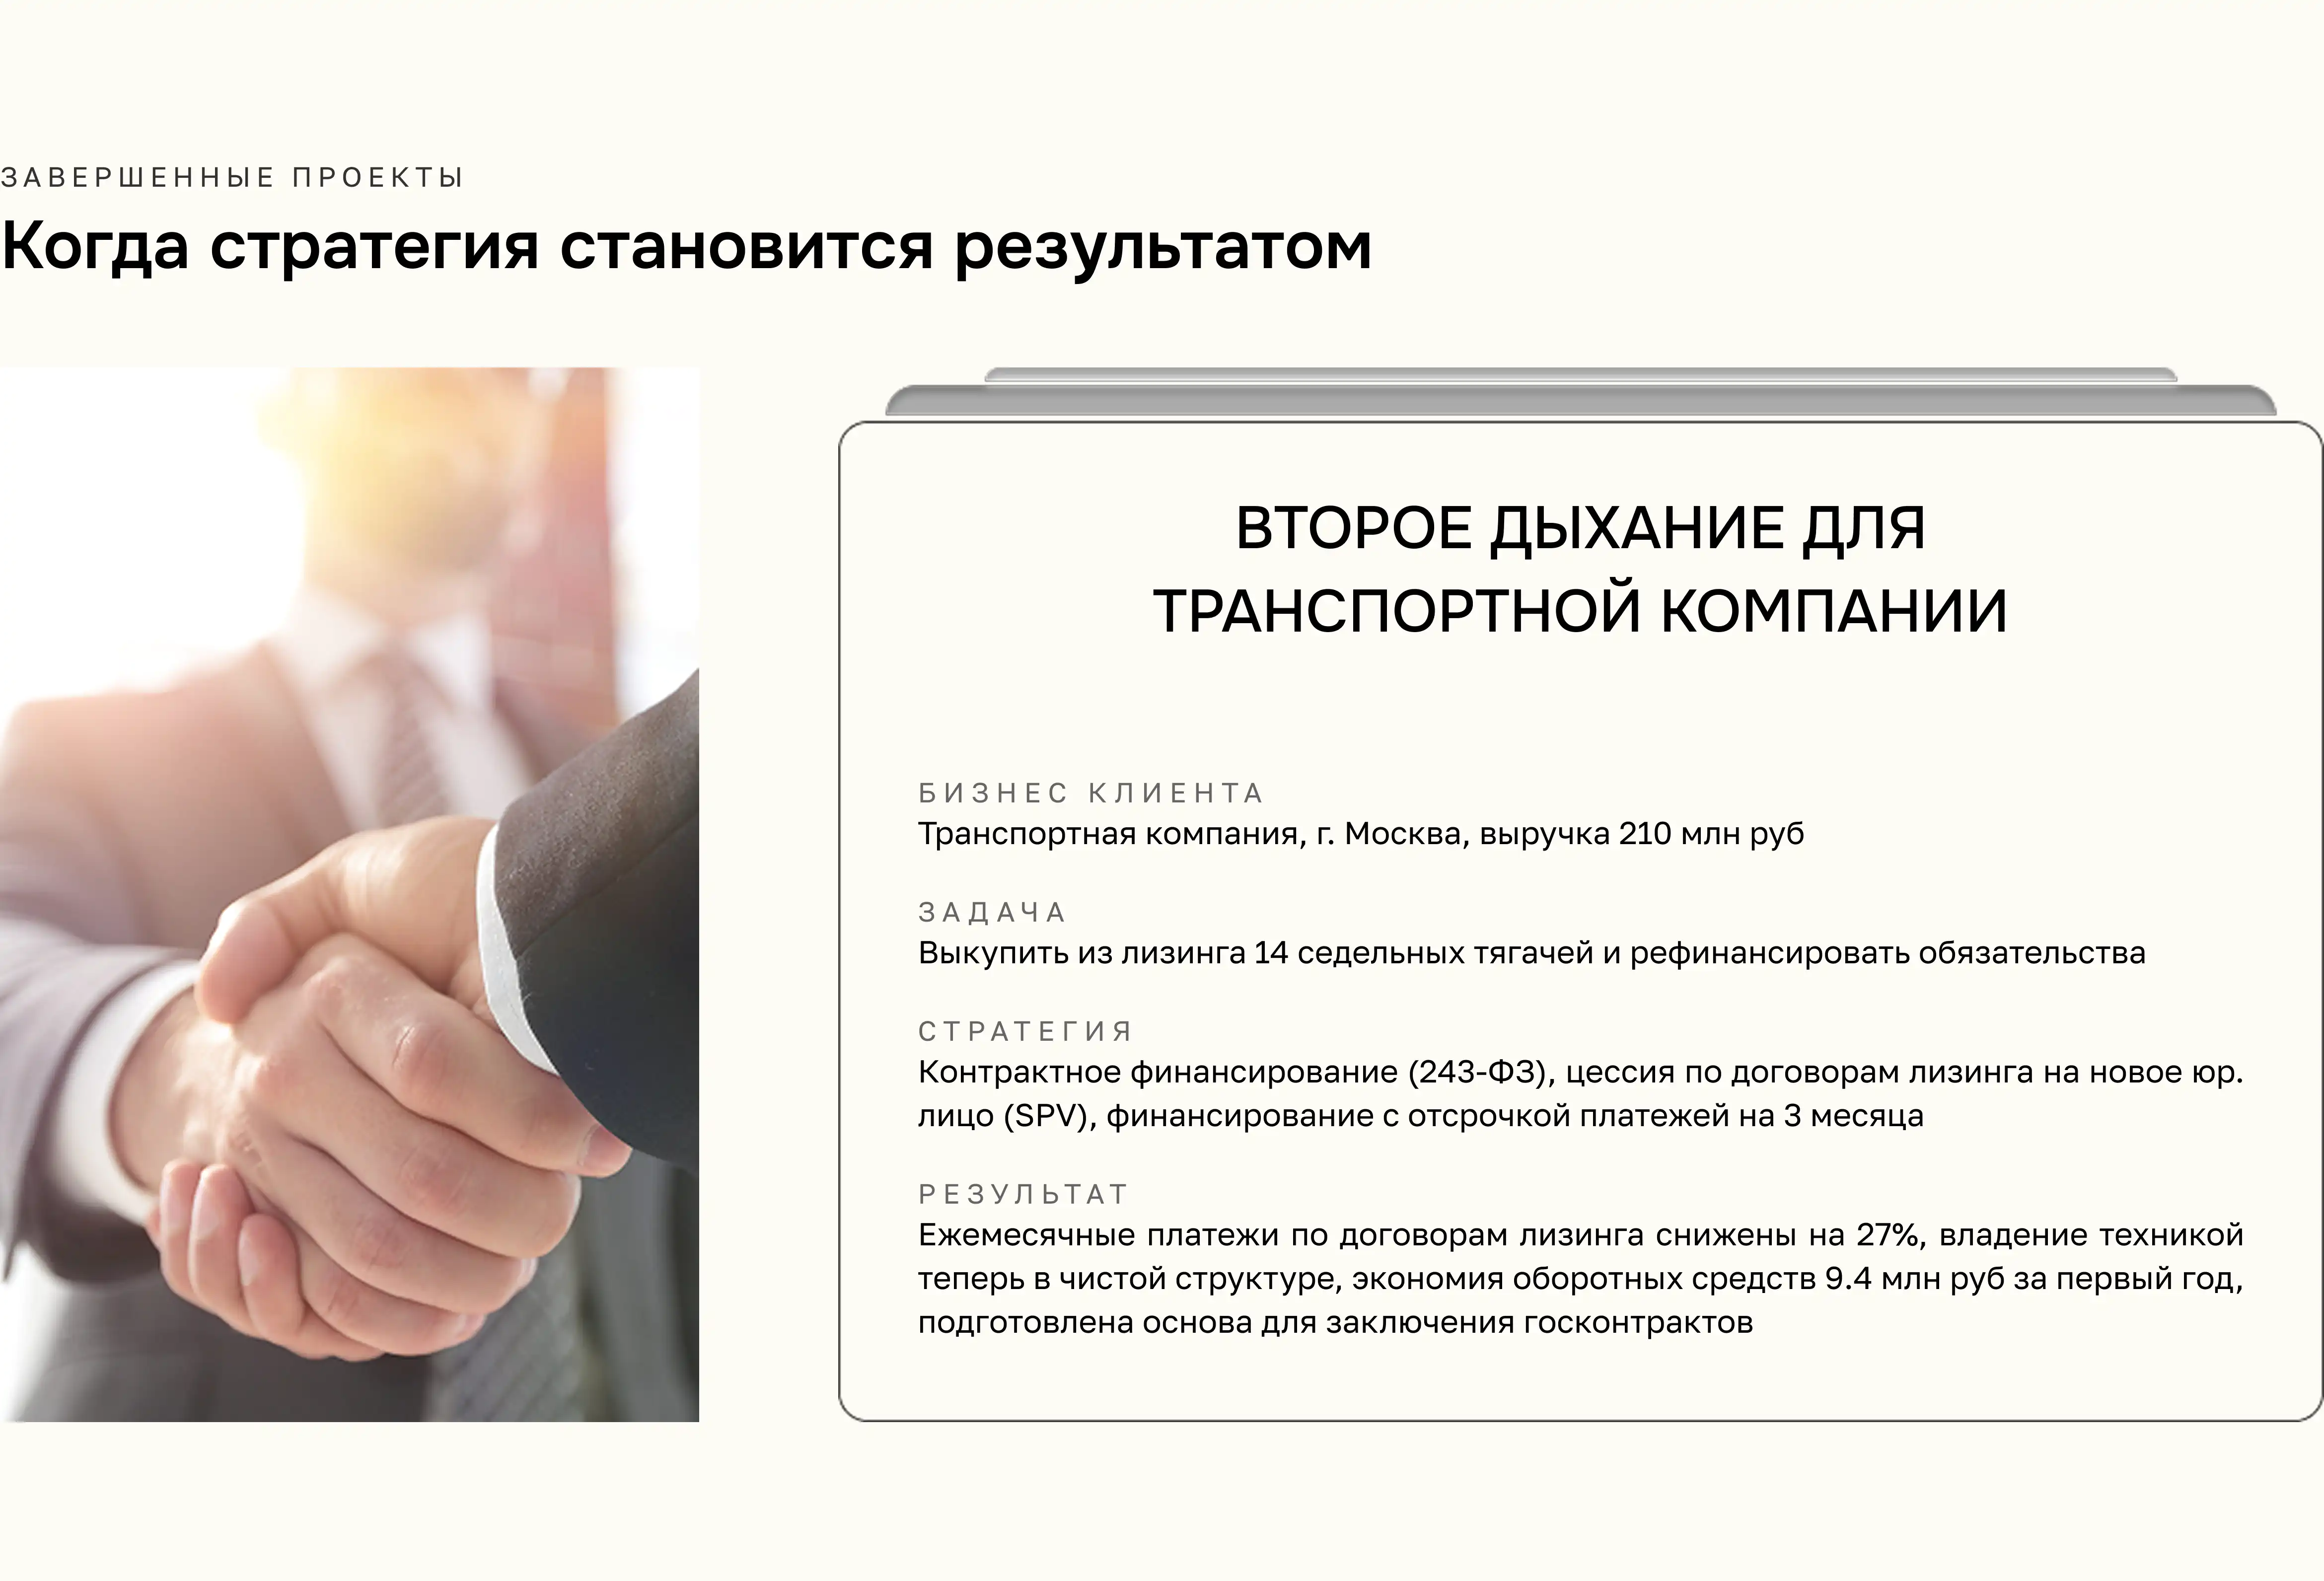 ЗАВЕРШЕННЫЕ ПРОЕКТЫ
Когда стратегия становится результатом
ВТОРОЕ ДЫХАНИЕ ДЛЯ
ТРАНСПОРТНОЙ КОМПАНИИ
БИЗНЕС КЛИЕНТА
Транспортная компания, г. Москва, выручка 210 млн руб
ЗАДАЧА
Выкупить из лизинга 14 седельных тягачей и рефинансировать обязательства
СТРАТЕГИЯ
Контрактное финансирование (243-ФЗ), цессия по договорам лизинга на новое юр.
лицо (SPV), финансирование с отсрочкой платежей на 3 месяца
РЕЗУЛЬТАТ
Ежемесячные платежи по договорам лизинга снижены на 27%, владение техникой
теперь в чистой структуре, экономия оборотных средств 9.4 млн руб за первый год,
подготовлена основа для заключения госконтрактов